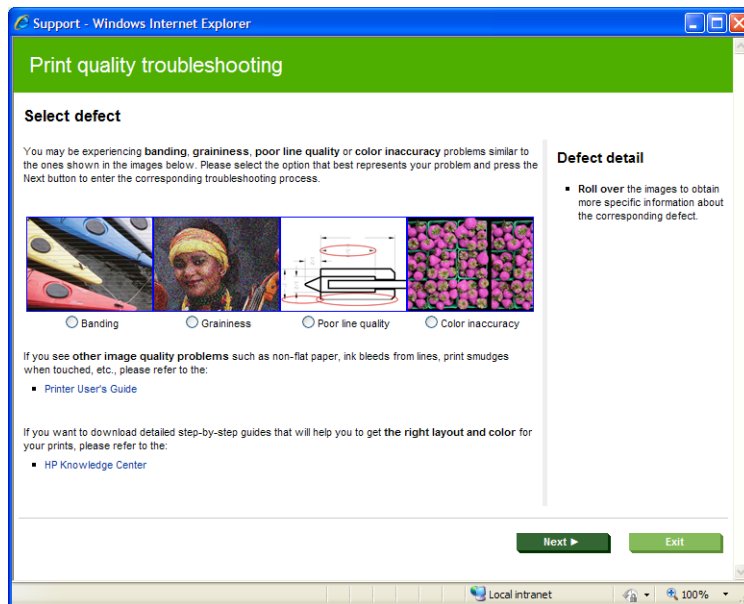 Support - Windows Internet Explorer
Print quality troubleshooting
Select defect
You may be experiencing banding, graininess, poor line quality or color inaccuracy problems similar to
the ones shown in the images below. Please select the option that best represents your problem and press the
Next button to enter the corresponding troubleshooting process.
Banding
Graininess
Poor line quality
Color inaccuracy
If you see other image quality problems such as non-flat paper, ink bleeds from lines, print smudges
when touched, etc., please refer to the:
Printer User's Guide
If you want to download detailed step-by-step guides that will help you to get the right layout and color for
your prints, please refer to the:
HP Knowledge Center
Defect detail
Roll over the images to obtain
more specific information about
the corresponding defect.
Next
Exit
Local intranet
100%